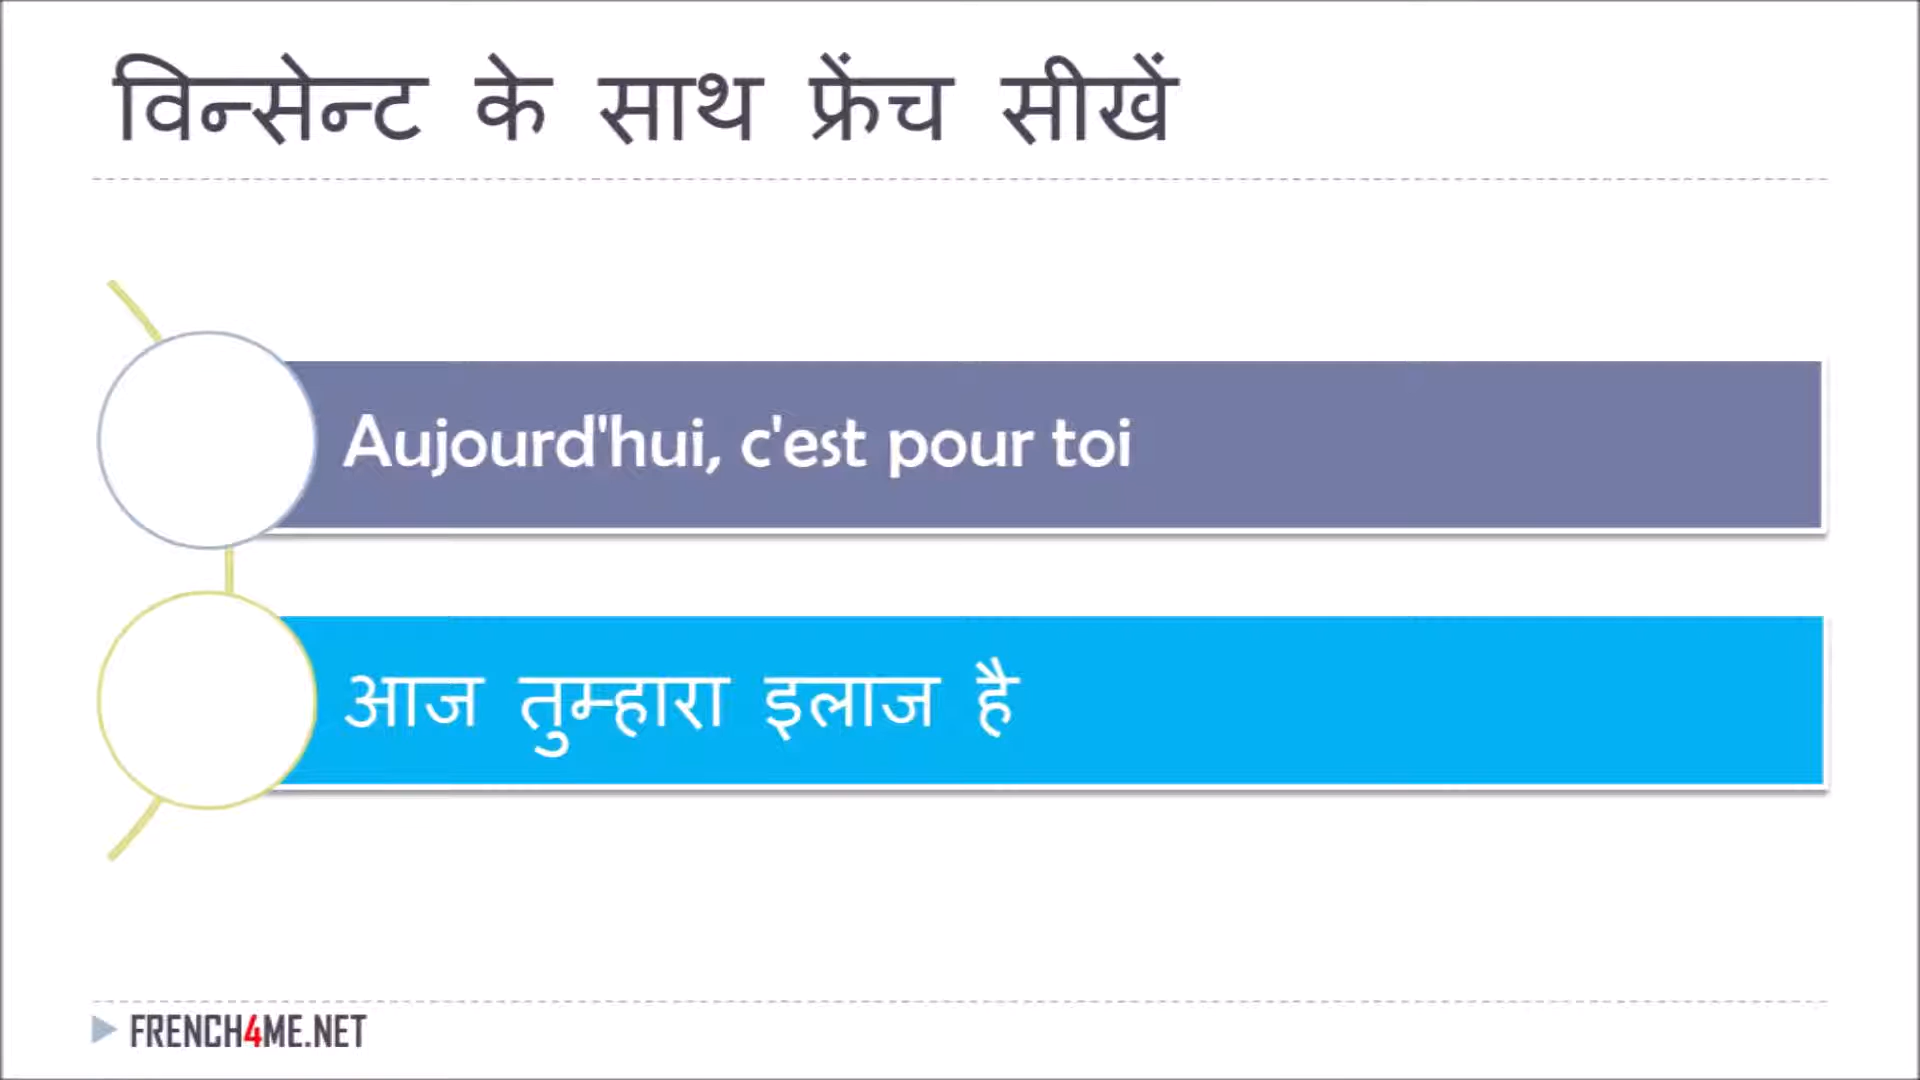 विन्सेन्ट के साथ फ्रेंच सीखें
Aujourd'hui, c'est pour toi
आज तुम्हारा इलाज है
FRENCH4ME.NET